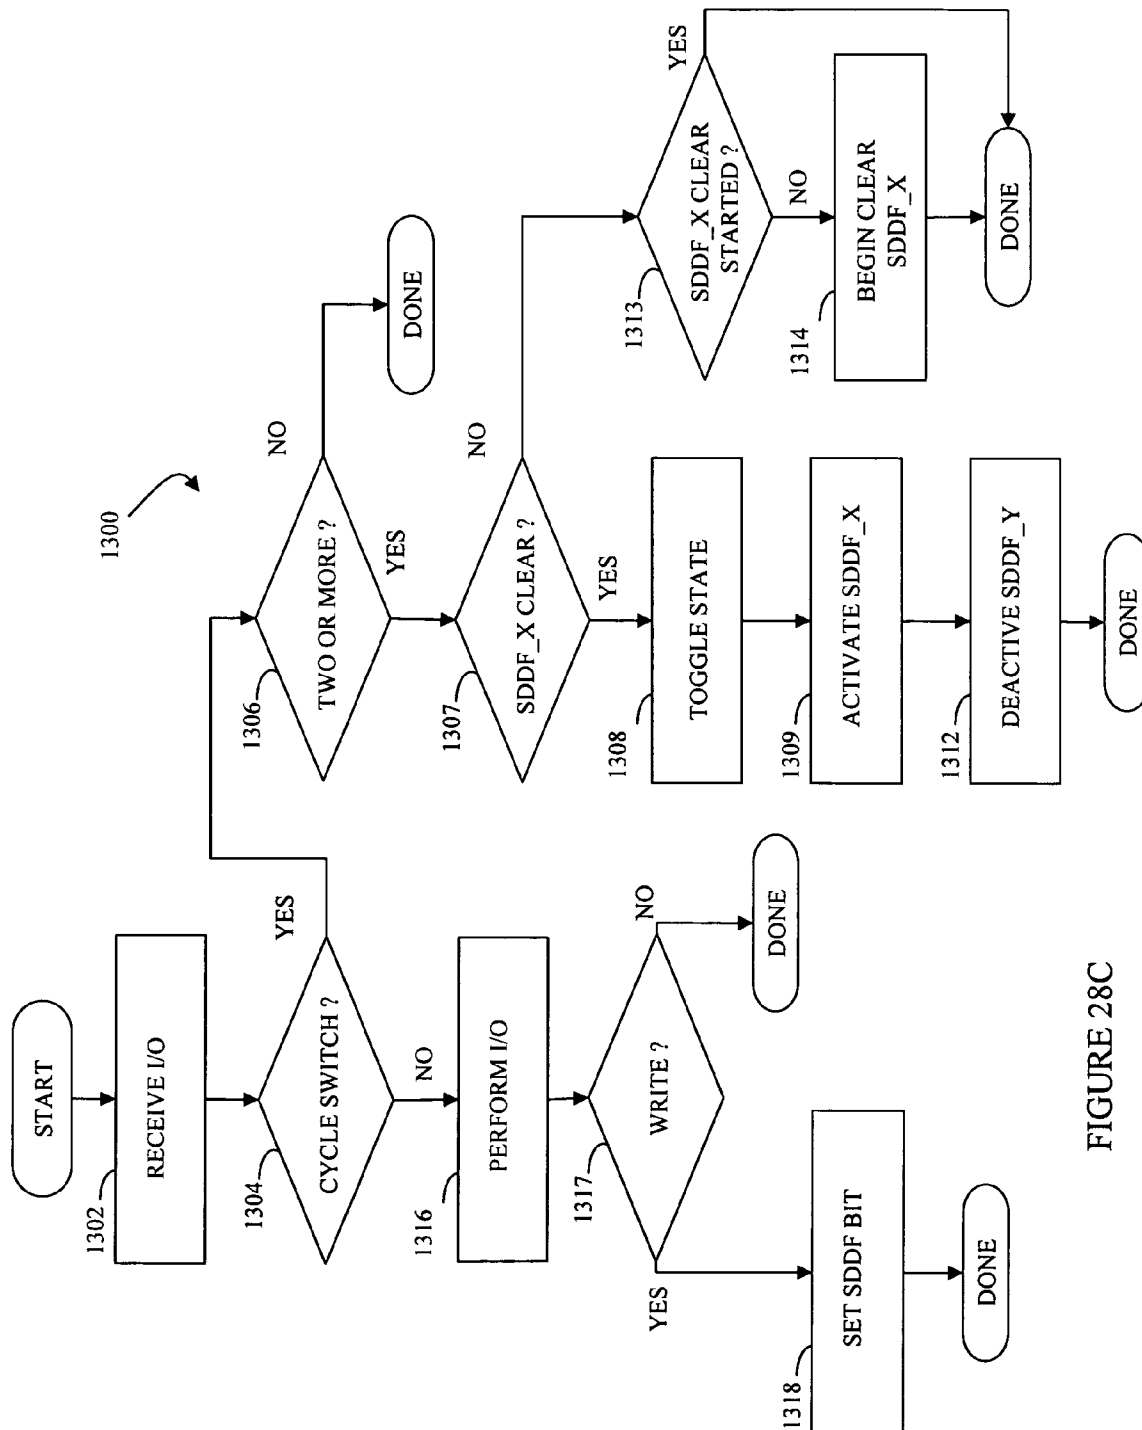 1300
START
1302
RECEIVE I/O
1304
CYCLE SWITCH ?
YES
NO
1316
PERFORM I/O
1317
WRITE ?
NO
DONE
YES
1318
SET SDDF BIT
DONE
1306
TWO OR MORE ?
NO
DONE
YES
1307
SDDF_X CLEAR ?
NO
YES
1308
TOGGLE STATE
1309
ACTIVATE SDDF_X
1312
DEACTIVE SDDF_Y
DONE
1313
SDDF_X CLEAR
STARTED ?
YES
NO
1314
BEGIN CLEAR
SDDF_X
DONE
FIGURE 28C